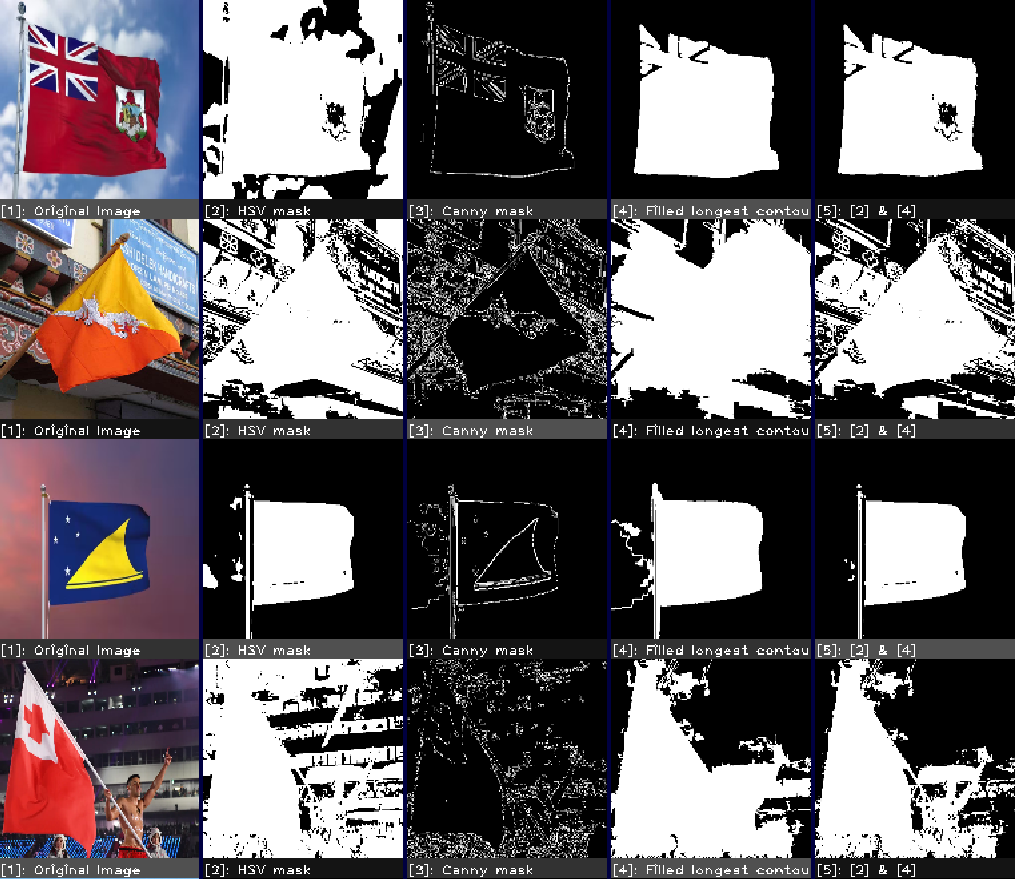 [1]: Original Image
[2]: HSV mask
[3]: Canny mask
[4]: Filled longest contou
[5]: [2] & [4]
HANDICRAFTS
[1]: Original Image
[2]: HSV mask
[3]: Canny mask
[4]: Filled longest contou
[5]: [2] & [4]
[1]: Original Image
[2]: HSV mask
[3]: Canny mask
[4]: Filled longest contou
[5]: [2] & [4]
[1]: Original Image
[2]: HSV mask
[3]: Canny mask
[4]: Filled longest contou
[5]: [2] & [4]